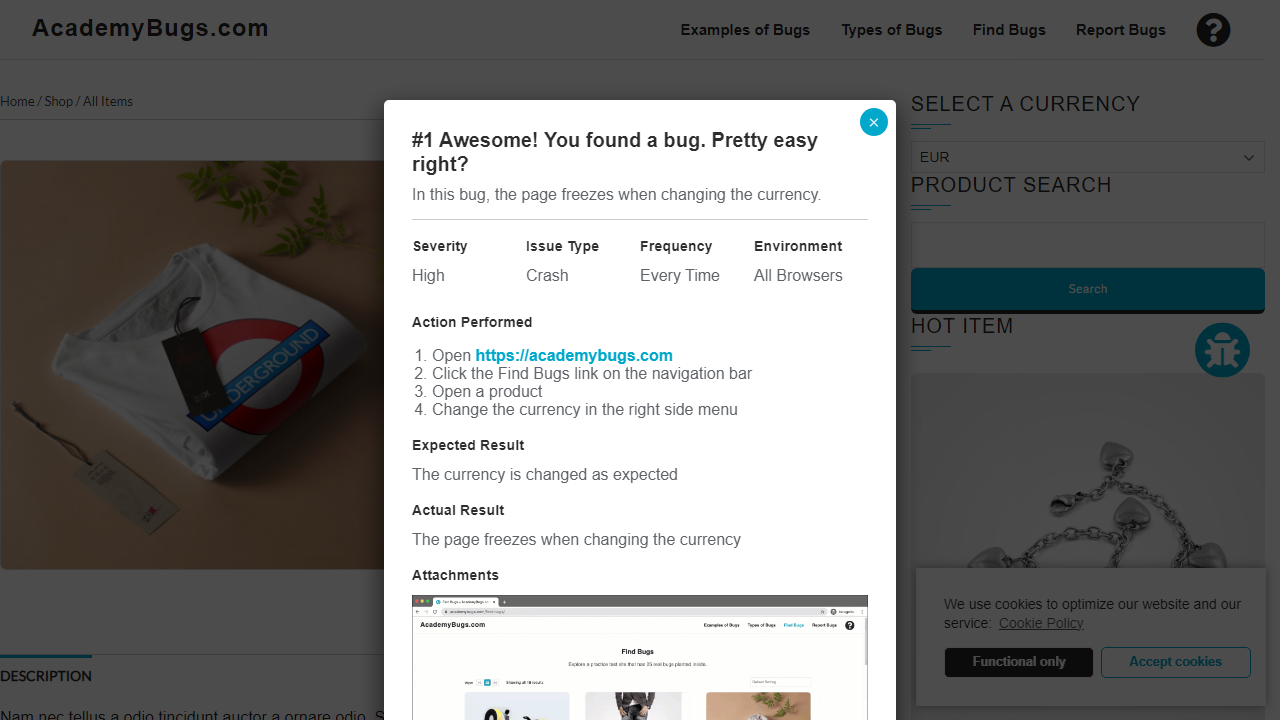 AcademyBugs.com
Examples of Bugs
Types of Bugs
Find Bugs
Report Bugs
?
Home / Shop / All Items
SELECT A CURRENCY
EUR
PRODUCT SEARCH
Search
HOT ITEM
UNDERGROUND
#1 Awesome! You found a bug. Pretty easy
right?
In this bug, the page freezes when changing the currency.
Severity
Issue Type
Frequency
Environment
High
Crash
Every Time
All Browsers
Action Performed
1. Open https://academybugs.com
2. Click the Find Bugs link on the navigation bar
3. Open a product
4. Change the currency in the right side menu
Expected Result
The currency is changed as expected
Actual Result
The page freezes when changing the currency
Attachments
AcademyBugs.com
Examples of Bugs
Types of Bugs
Find Bugs
Report Bugs
?
Find Bugs
Explore a practice test site that has 25 real bugs planted inside.
DESCRIPTION
Nam nec tellus a odio tincidunt auctor a ornare odio. S
We use cookies to optimize our website and our
service: Cookie Policy
Functional only
Accept cookies